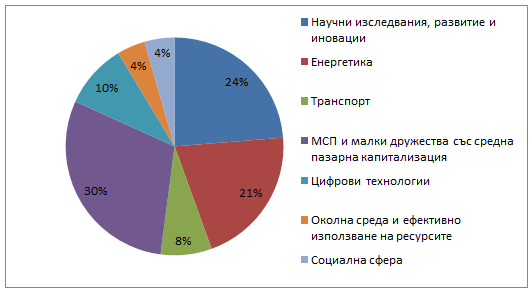 4%
4%
24%
10%
30%
21%
8%
Научни изследвания, развитие и
иновации
Енергетика
Транспорт
МСП и малки дружества със средна
пазарна капитализация
Цифрови технологии
Околна среда и ефективно
използване на ресурсите
Социална сфера